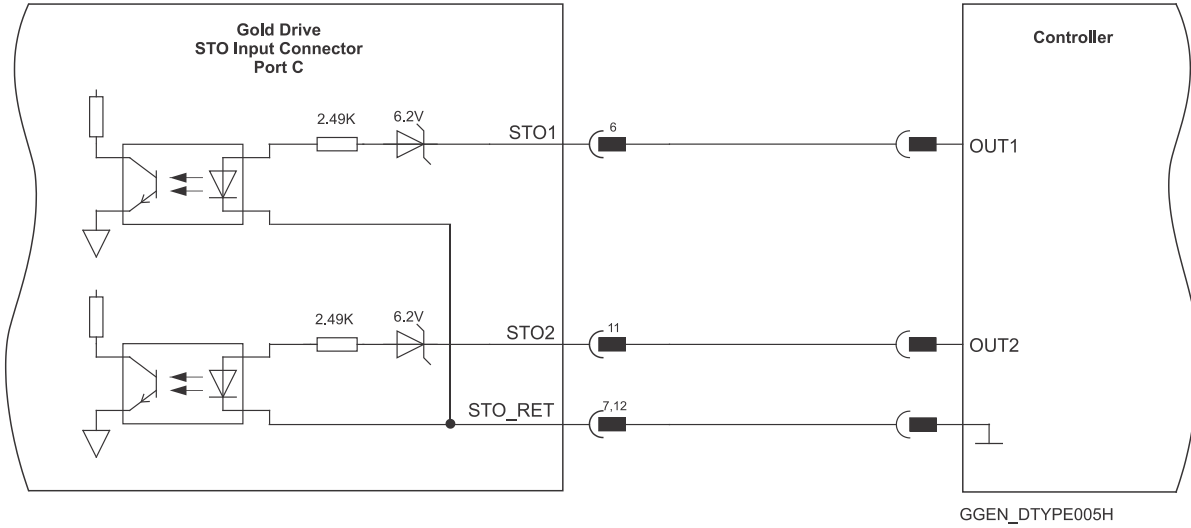 Gold Drive
STO Input Connector
Port C
Controller
2.49K
6.2V
STO1
6
OUT1
2.49K
6.2V
STO2
11
OUT2
STO_RET
7,12
GGEN_DTYPE005H